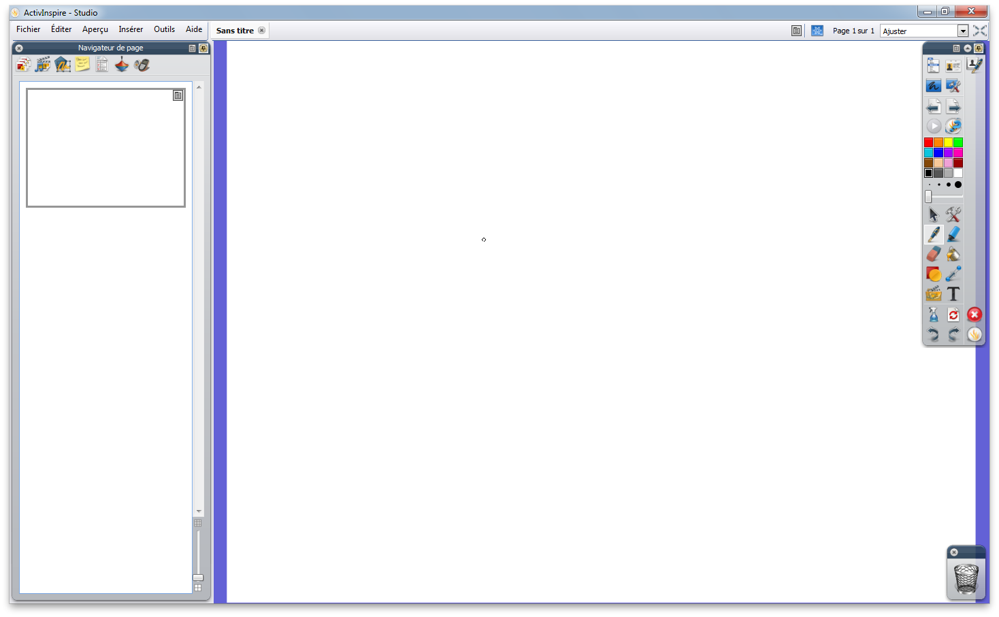 ActivInspire - Studio
Fichier Éditer Aperçu Insérer Outils Aide
Sans titre
Page 1 sur 1
Ajuster
Navigateur de page
T